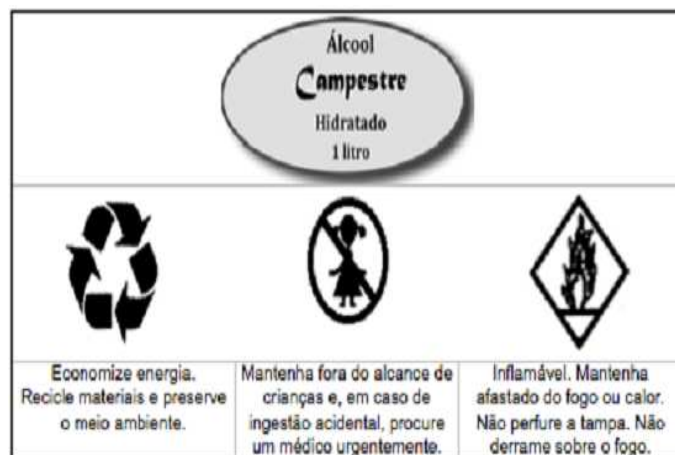 Álcool
Campestre
Hidratado
1 litro
Economize energia.
Recicle materiais e preserve
o meio ambiente.
Mantenha fora do alcance de
crianças e, em caso de
ingestão acidental, procure
um médico urgentemente.
Inflamável. Mantenha
afastado do fogo ou calor.
Não perfure a tampa. Não
derrame sobre o fogo.